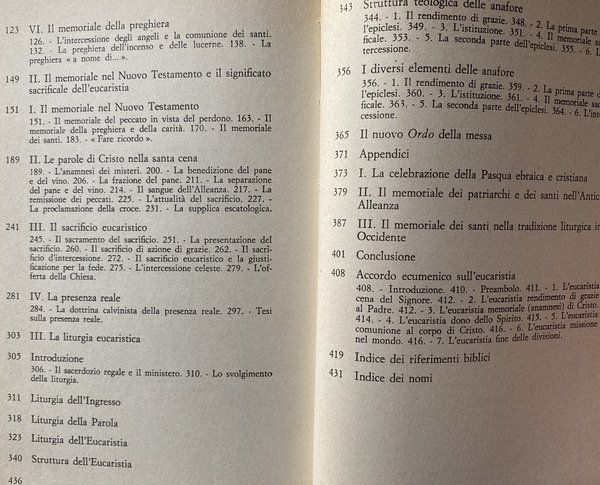 123 VI. Il memoriale della preghiera
126. - L'intercessione degli angeli e la comunione dei santi.
132. - La preghiera dell'incenso e delle lucerne. 138. - La
preghiera « a nome di... ».
149 II. Il memoriale nel Nuovo Testamento e il significato
sacrificale dell'eucaristia
151 I. Il memoriale nel Nuovo Testamento
151. - Il memoriale del peccato in vista del perdono. 163. - Il
memoriale della preghiera e della carità. 170. - Il memoriale
dei santi. 183. - « Fare ricordo ».
189 II. Le parole di Cristo nella santa cena
189. - L'anamnesi dei misteri. 200. - La benedizione del pane
e del vino. 206. - La frazione del pane. 211. - La separazione
del pane e del vino. 214. - Il sangue dell'Alleanza. 217. - La
remissione dei peccati. 225. - L'attualità del sacrificio. 227. -
La proclamazione della croce. 231. - La supplica escatologica.
241 III. Il sacrificio eucaristico
245. - Il sacramento del sacrificio. 251. - La presentazione del
sacrificio. 260. - Il sacrificio di azione di grazie. 262. - Il sacri-
ficio d'intercessione. 272. - Il sacrificio eucaristico e la giusti-
ficazione per la fede. 275. - L'intercessione celeste. 279. - L'of-
ferta della Chiesa.
281 IV. La presenza reale
284. - La dottrina calvinista della presenza reale. 297. - Tesi
sulla presenza reale.
303 III. La liturgia eucaristica
305 Introduzione
306. - Il sacerdozio regale e il ministero. 310. - Lo svolgimento
della liturgia.
311 Liturgia dell'Ingresso
318 Liturgia della Parola
323 Liturgia dell'Eucaristia
340 Struttura dell'Eucaristia
436
343 Struttura teologica delle anafore
344. - 1. Il rendimento di grazie. 348. - 2. La prima parte
l'epiclesi. 349. - 3. L'istituzione. 351. - 4. Il memoriale sa
ficale. 353. - 5. La seconda parte dell'epiclesi. 355. - 6. L
tercessione.
356 I diversi elementi delle anafore
356. - 1. Il rendimento di grazie. 359. - 2. La prima parte d
l'epiclesi. 360. - 3. L'istituzione. 361. - 4. Il memoriale sac
ficale. 363. - 5. La seconda parte dell'epiclesi. 364. - 6. L'int
cessione.
365 Il nuovo Ordo della messa
371 Appendici
373 I. La celebrazione della Pasqua ebraica e cristiana
379 II. Il memoriale dei patriarchi e dei santi nell'Antic
Alleanza
387 III. Il memoriale dei santi nella tradizione liturgica in
Occidente
401 Conclusione
408 Accordo ecumenico sull'eucaristia
408. - Introduzione. 410. - Preambolo. 411. - 1. L'eucaristia
cena del Signore. 412. - 2. L'eucaristia rendimento di grazie
al Padre. 412. - 3. L'eucaristia memoriale (anamnesi) di Cristo.
414. - 4. L'eucaristia dono dello Spirito. 415. - 5. L'eucaristia
comunione al corpo di Cristo. 416. - 6. L'eucaristia missione
nel mondo. 416. - 7. L'eucaristia fine delle divisioni.
419 Indice dei riferimenti biblici
431 Indice dei nomi